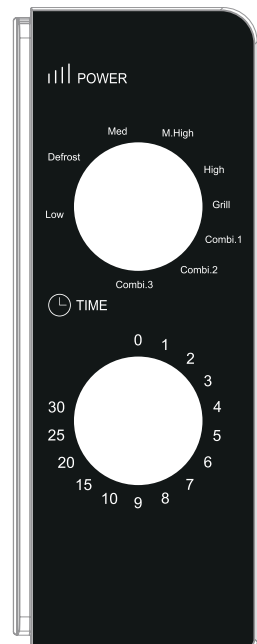 POWER
Med
M.High
Defrost
High
Low
Grill
Combi.1
Combi.2
Combi.3
TIME
0
1
2
3
4
5
6
7
8
9
10
15
20
25
30